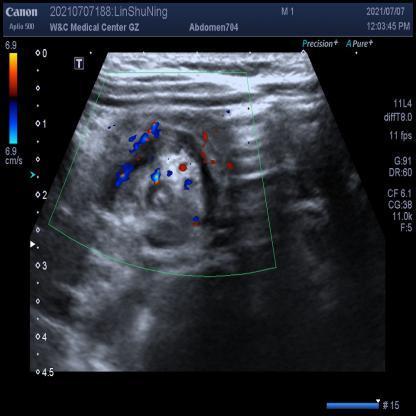 Canon 20210707188:LinShuNing M 1 2021/07/07
Aplio 500 W&C Medical Center GZ Abdomen704 12:03:45 PM
Precision+ A Pure+
6.9
T
0
11L4
diffT8.0
11 fps
1
6.9
cm/s
G:91
DR:60
2
CF 6.1
CG:38
11.0k
F:5
3
4
4.5
# 15